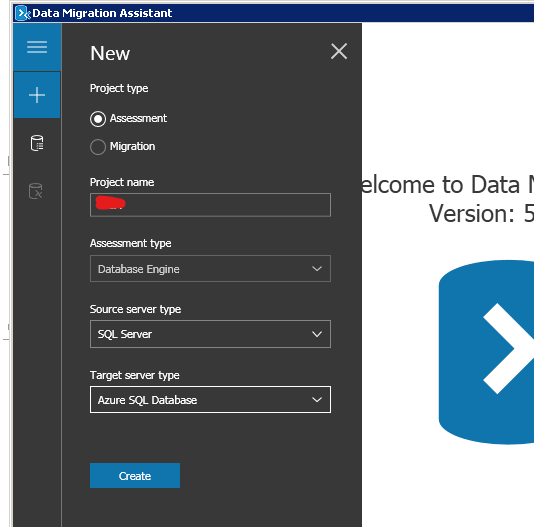 Data Migration Assistant
New
Project type
Assessment
Migration
Project name
Assessment type
Database Engine
Source server type
SQL Server
Target server type
Azure SQL Database
Create
elcome to Data
Version: 5